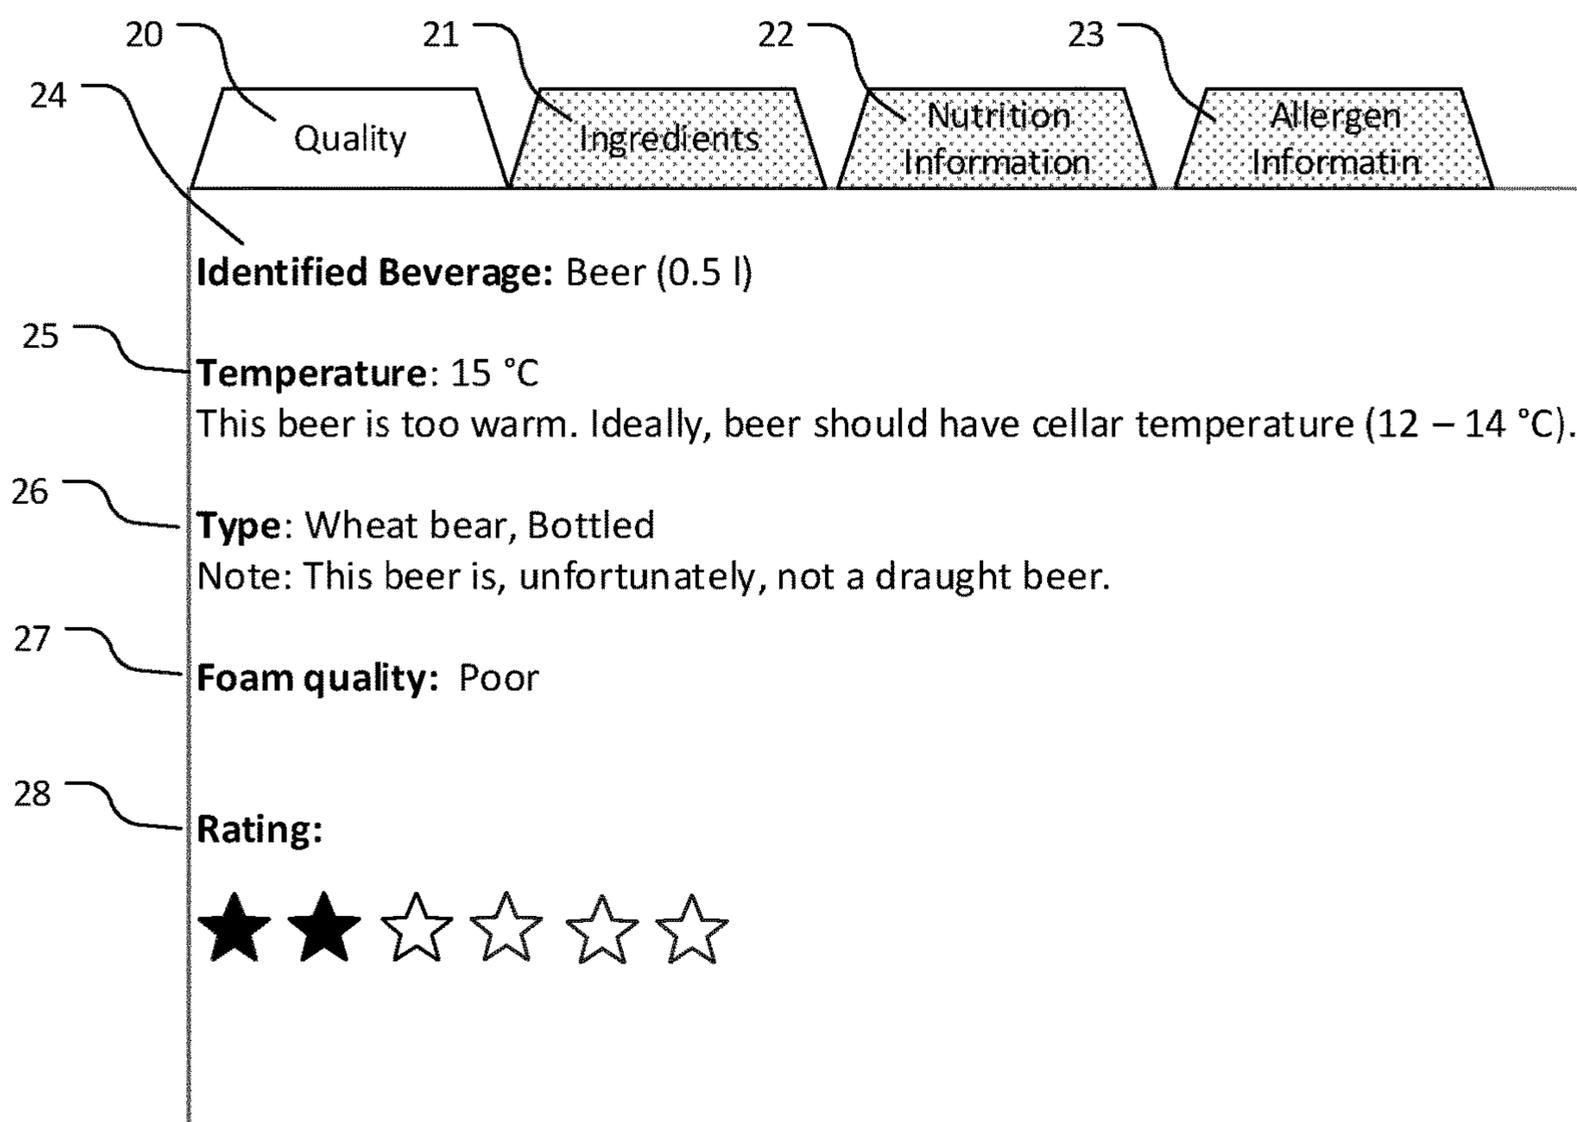 20
21
22
23
24
Quality
Ingredients
Nutrition
Information
Allergen
Informatin
Identified Beverage: Beer (0.5 l)
25
Temperature: 15 °C
This beer is too warm. Ideally, beer should have cellar temperature (12 – 14 °C).
26
Type: Wheat bear, Bottled
Note: This beer is, unfortunately, not a draught beer.
27
Foam quality: Poor
28
Rating: